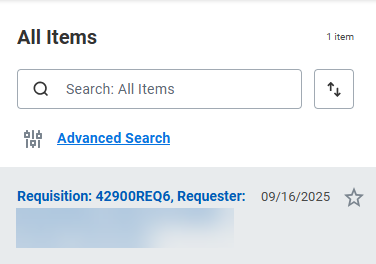 All Items
1 item
Search: All Items
Advanced Search
Requisition: 42900REQ6, Requester:
09/16/2025